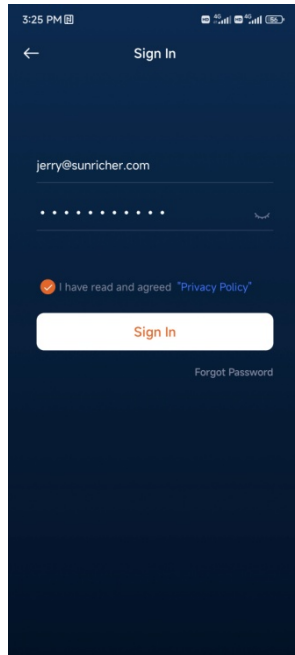 3:25 PM
Sign In
jerry@sunricher.com
I have read and agreed "Privacy Policy"
Sign In
Forgot Password